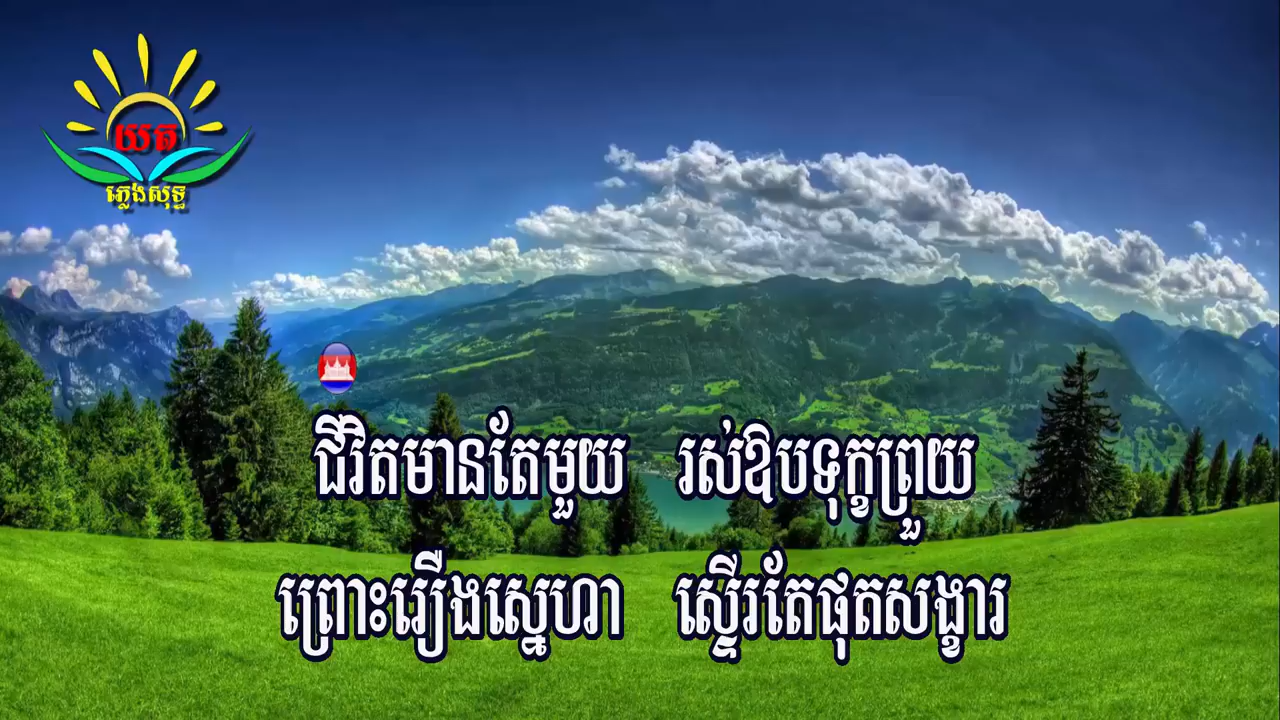 យត
ភ្លេងសុទ្ធ
ជីវិតមានតែមួយ រស់ឱបទុក្ខព្រួយ
ព្រោះរឿងស្នេហា ស្ទើរតែផុតសង្ខារ